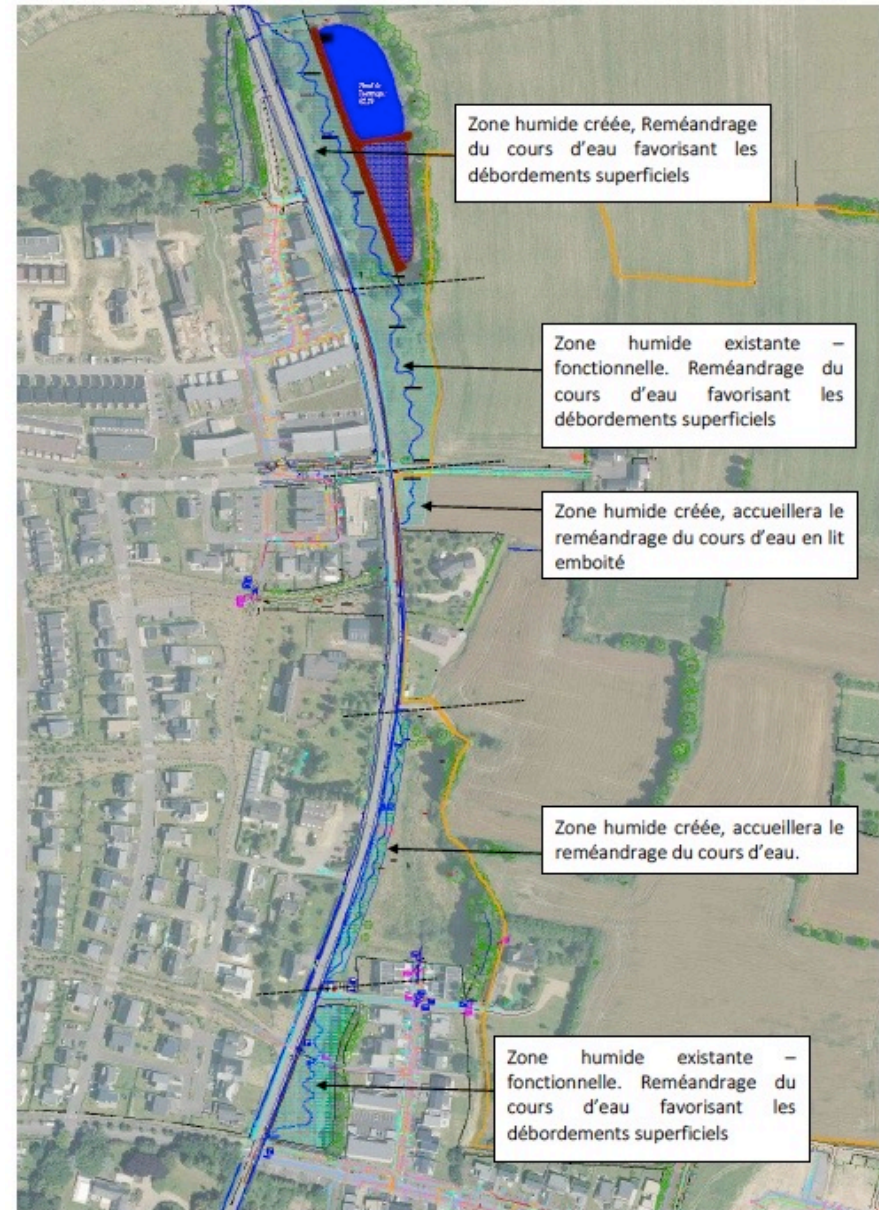 Zone humide créée, Reméandrage
du cours d'eau favorisant les
débordements superficiels
Zone humide existante –
fonctionnelle. Reméandrage du
cours d'eau favorisant les
débordements superficiels
Zone humide créée, accueillera le
reméandrage du cours d'eau en lit
emboité
Zone humide créée, accueillera le
reméandrage du cours d'eau.
Zone humide existante –
fonctionnelle. Reméandrage du
cours d'eau favorisant les
débordements superficiels